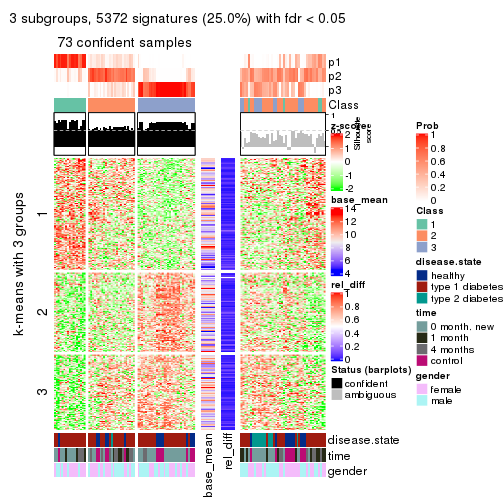 3 subgroups, 5372 signatures (25.0%) with fdr < 0.05
73 confident samples
p1
p2
p3
Class
1
0.5
0
Silhouette
score
k-means with 3 groups
1
2
3
disease.state
time
gender
base_mean
rel_diff
z-score
2
1
0
-1
-2
base_mean
14
12
10
8
6
4
rel_diff
1
0.8
0.6
0.4
0.2
0
Status (barplots)
confident
ambiguous
Prob
1
0.8
0.6
0.4
0.2
0
Class
1
2
3
disease.state
healthy
type 1 diabetes
type 2 diabetes
time
0 month. new
1 month
4 months
control
gender
female
male